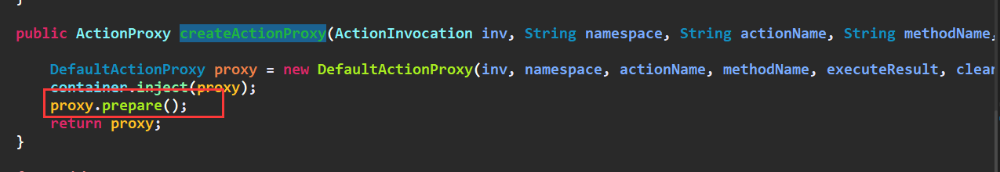 }
public ActionProxy createActionProxy(ActionInvocation inv, String namespace, String actionName, String methodName,
DefaultActionProxy proxy = new DefaultActionProxy(inv, namespace, actionName, methodName, executeResult, clean
container.inject(proxy);
proxy.prepare();
return proxy;
}